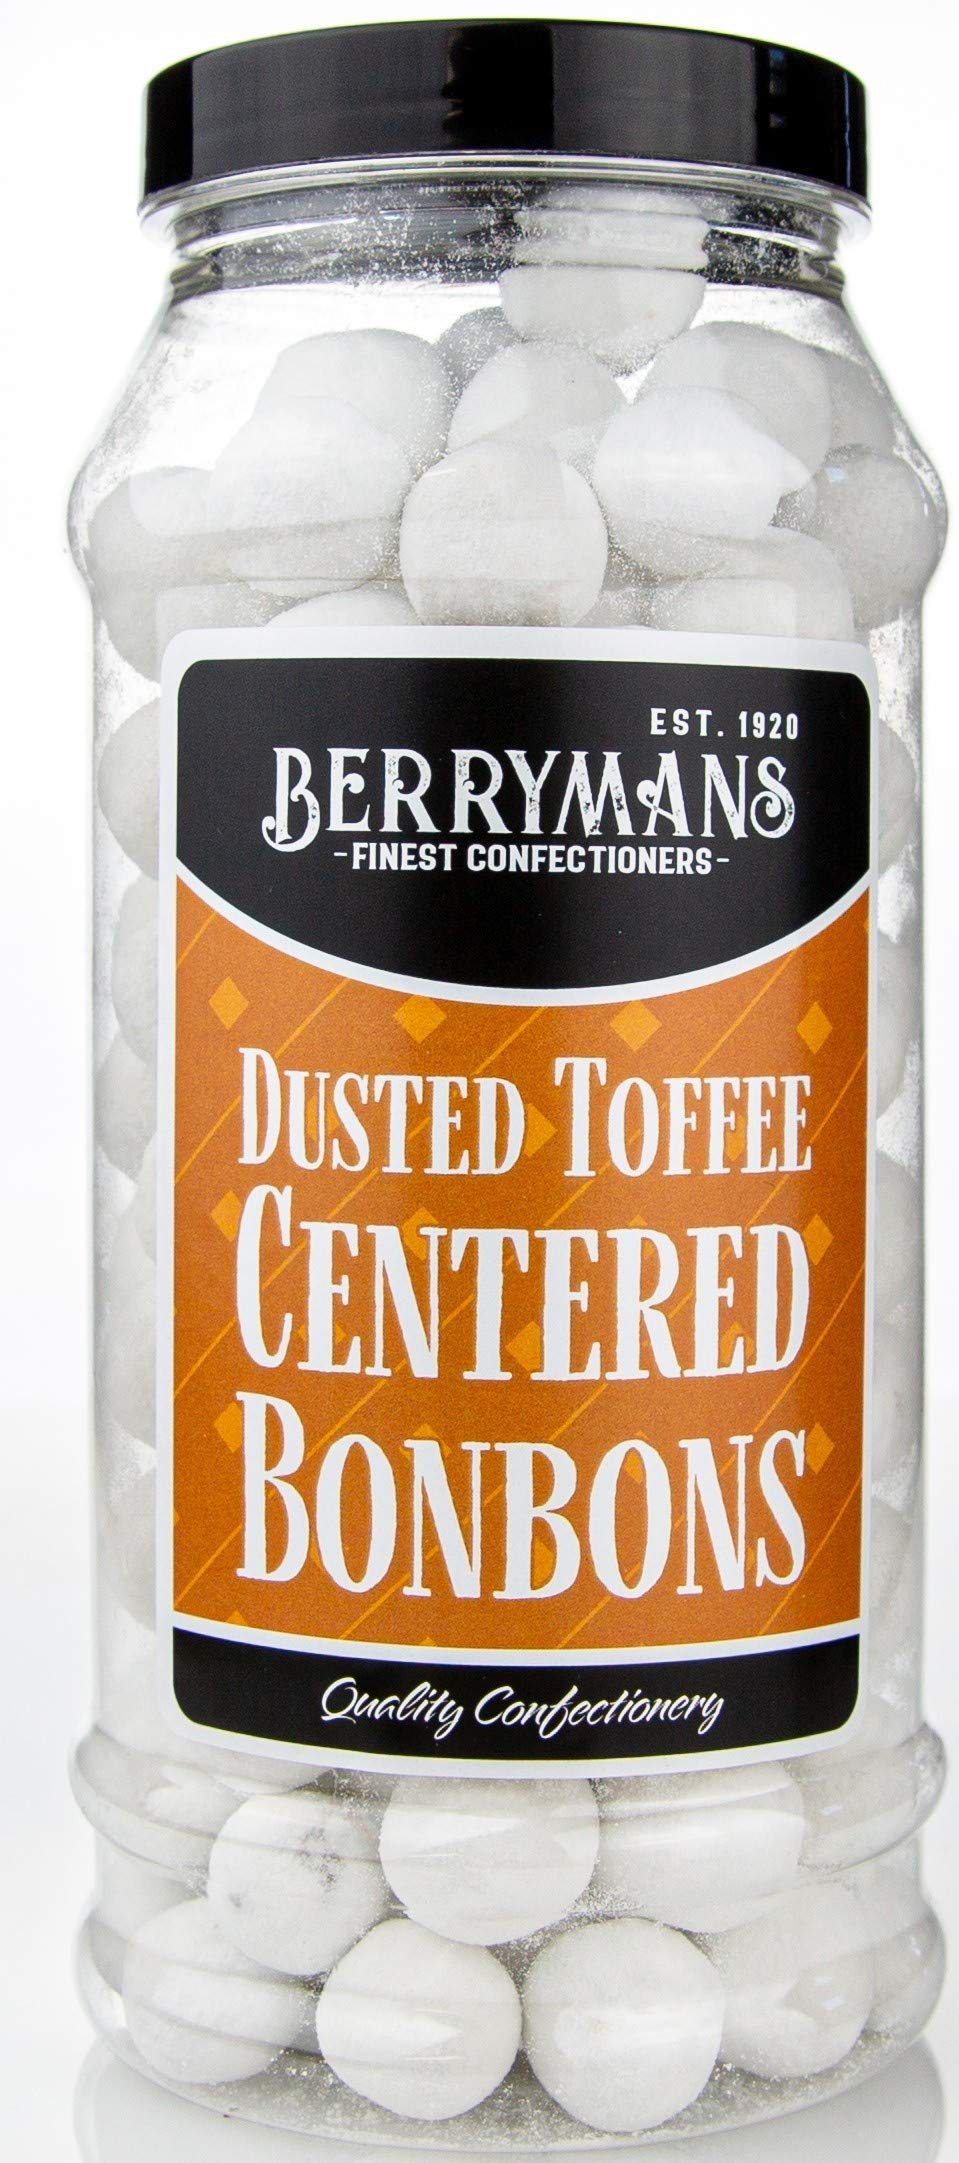 EST. 1920
BERRYMANS
-FINEST CONFECTIONERS-
DUSTED TOFFEE
CENTERED
BONBONS
Quality Confectionery